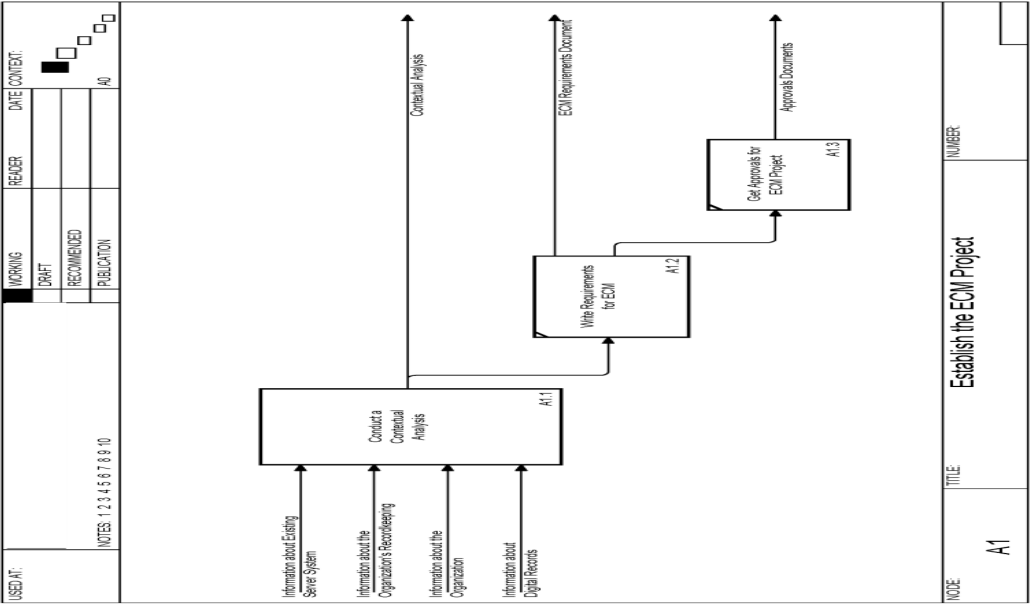 USED AT:
NOTES: 1 2 3 4 5 6 7 8 9 10
WORKING
DRAFT
RECOMMENDED
PUBLICATION
READER
DATE
CONTEXT:
A0
Information about Existing
Server System
Information about the
Organization's Recordkeeping
Information about the
Organization
Information about
Digital Records
Conduct a
Contextual
Analysis
A1.1
Contextual Analysis
Write Requirements
for ECM
A1.2
ECM Requirements Document
Get Approvals for
ECM Project
A1.3
Approvals Documents
NODE:
A1
TITLE:
Establish the ECM Project
NUMBER: